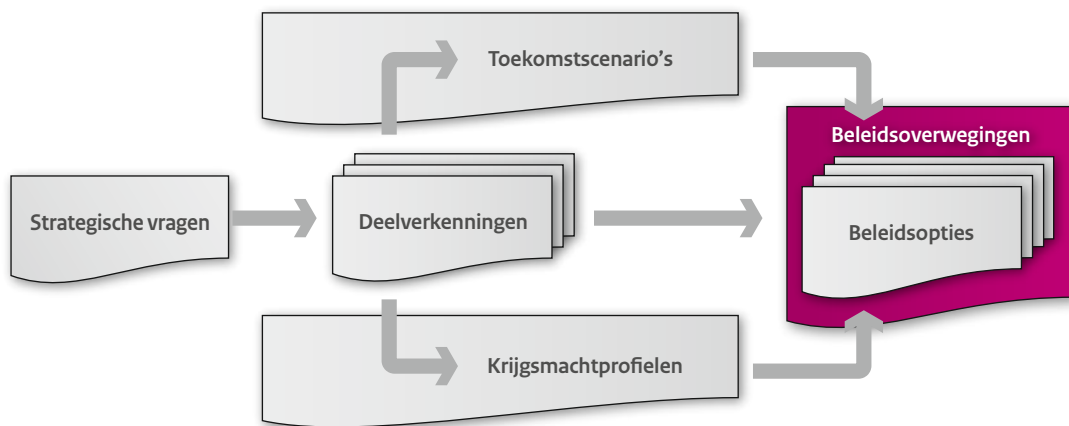 Toekomstscenario’s
Beleidsoverwegingen
Strategische vragen
Deelverkenningen
Beleidsopties
Krijgsmachtprofielen